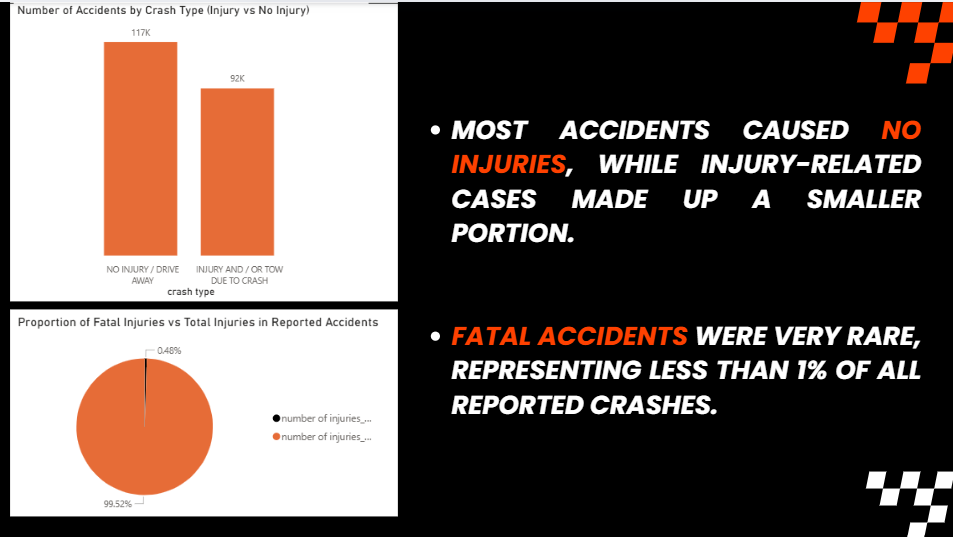 Number of Accidents by Crash Type (Injury vs No Injury)
117K
92K
NO INJURY / DRIVE
AWAY
INJURY AND / OR TOW
DUE TO CRASH
crash type
Proportion of Fatal Injuries vs Total Injuries in Reported Accidents
0.48%
number of injuries_...
number of injuries_...
99.52%
• MOST ACCIDENTS CAUSED NO
INJURIES, WHILE INJURY-RELATED
CASES MADE UP A SMALLER
PORTION.
• FATAL ACCIDENTS WERE VERY RARE,
REPRESENTING LESS THAN 1% OF ALL
REPORTED CRASHES.